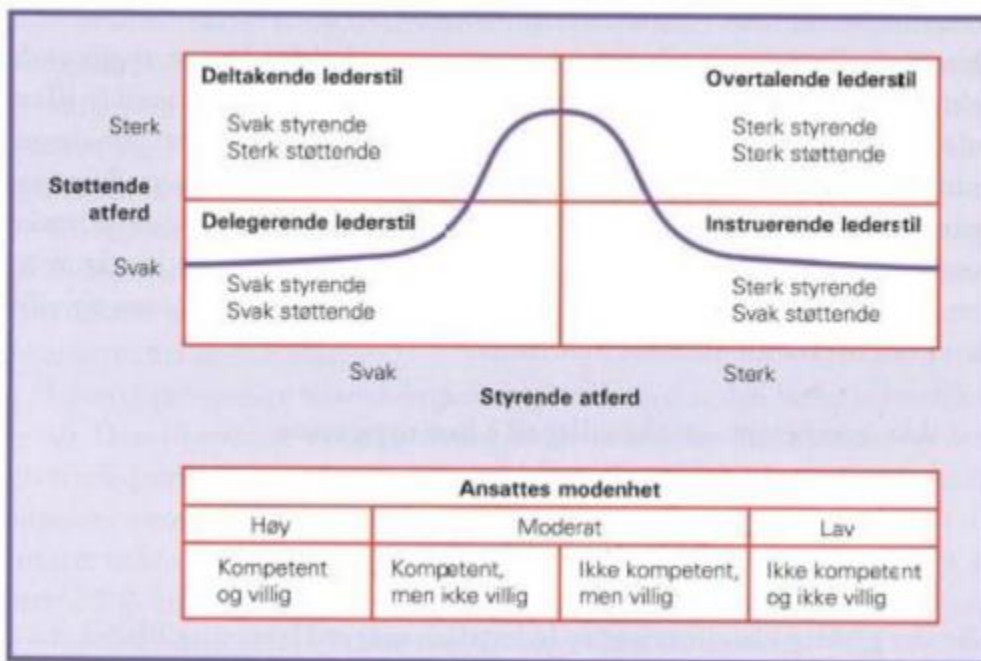 Deltakende lederstil
Overtalende lederstil
Svak styrende
Sterk støttende
Sterk styrende
Sterk støttende
Sterk
Støttende
atferd
Delegerende lederstil
Instruerende lederstil
Svak
Svak styrende
Svak støttende
Sterk styrende
Svak støttende
Svak
Sterk
Styrende atferd
Ansattes modenhet
Høy
Moderat
Lav
Kompetent
og villig
Kompetent,
men ikke villig
Ikke kompetent,
men villig
Ikke kompetent
og ikke villig